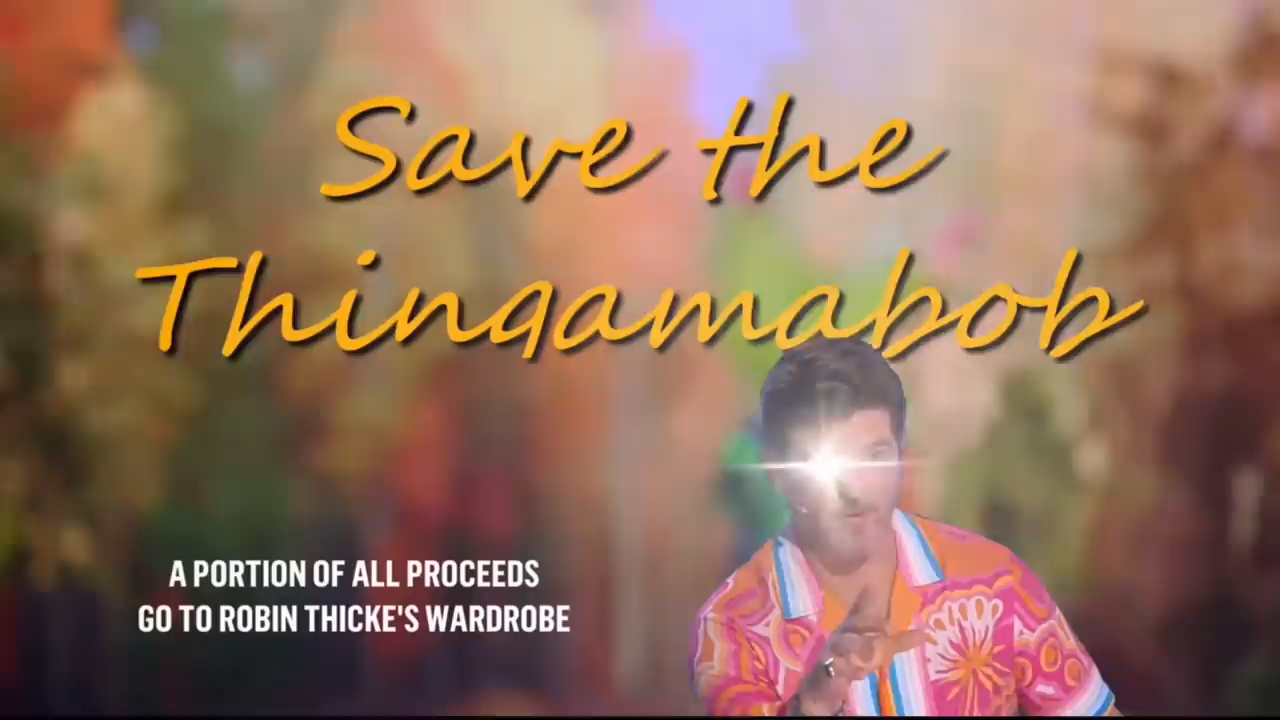 Save the
Thingamabob
A PORTION OF ALL PROCEEDS
GO TO ROBIN THICKE'S WARDROBE